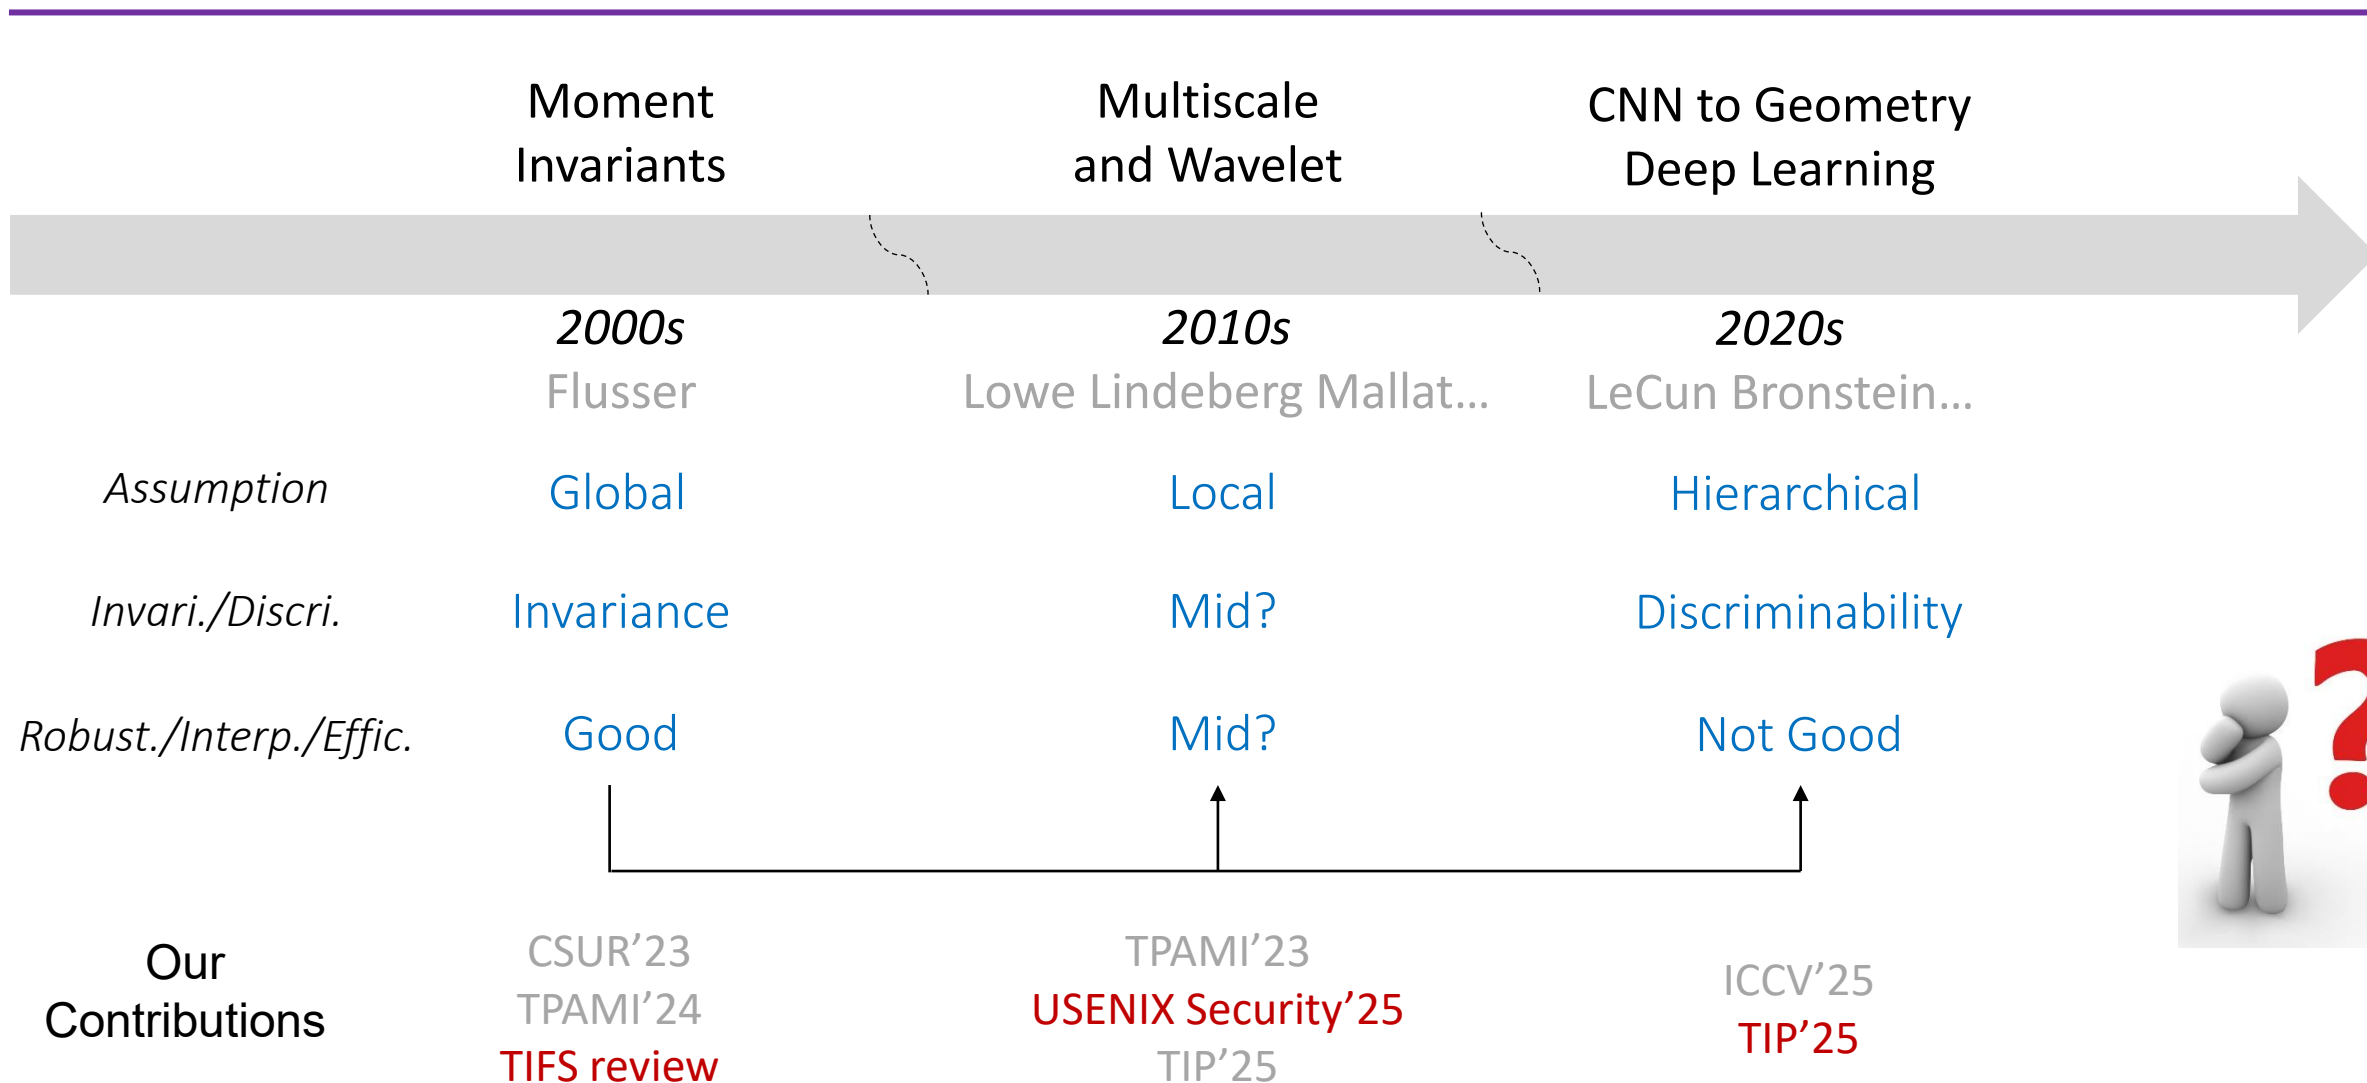 Moment
Invariants
Multiscale
and Wavelet
CNN to Geometry
Deep Learning
2000s
2010s
2020s
Flusser
Lowe Lindeberg Mallat...
LeCun Bronstein...
Assumption
Global
Local
Hierarchical
Invari./Discri.
Invariance
Mid?
Discriminability
Robust./Interp./Effic.
Good
Mid?
Not Good
?
Our
Contributions
CSUR’23
TPAMI’24
TIFS review
TPAMI’23
USENIX Security’25
TIP’25
ICCV’25
TIP’25